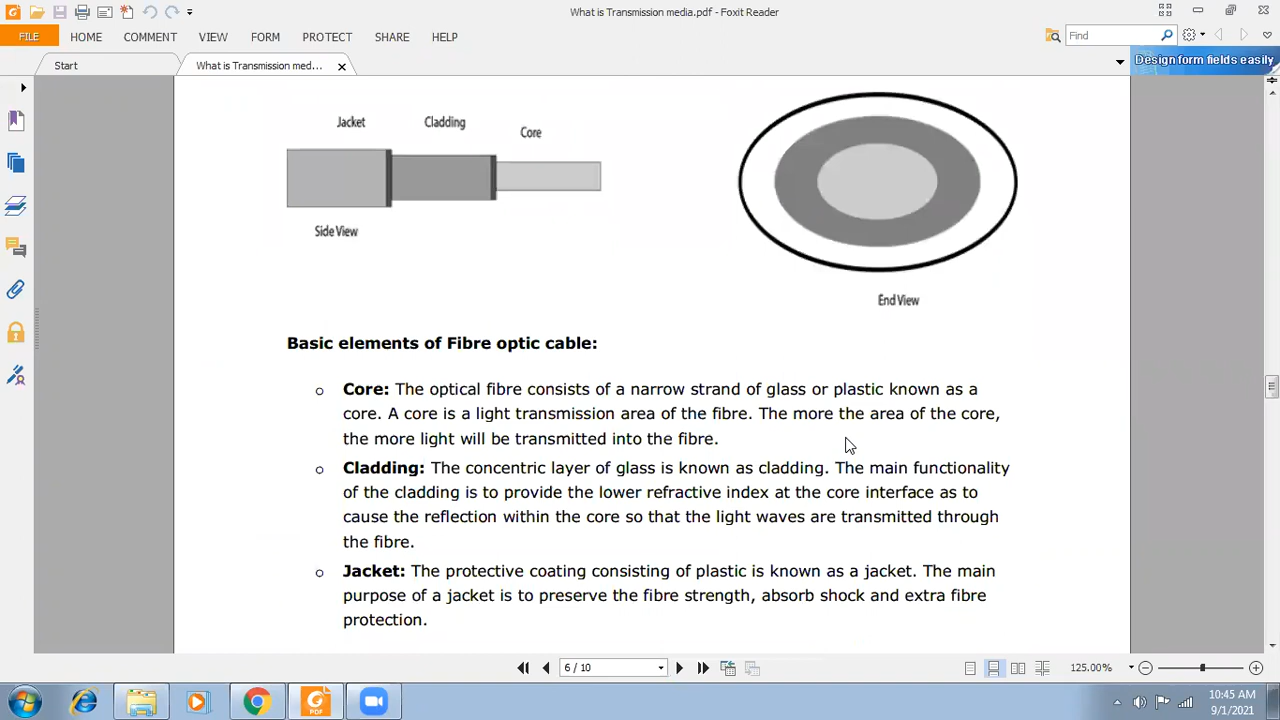 What is Transmission media.pdf - Foxit Reader
FILE HOME COMMENT VIEW FORM PROTECT SHARE HELP
Find
Start
What is Transmission med...
Design form fields easily
Jacket
Cladding
Core
Side View
End View
Basic elements of Fibre optic cable:
o Core: The optical fibre consists of a narrow strand of glass or plastic known as a
core. A core is a light transmission area of the fibre. The more the area of the core,
the more light will be transmitted into the fibre.
o Cladding: The concentric layer of glass is known as cladding. The main functionality
of the cladding is to provide the lower refractive index at the core interface as to
cause the reflection within the core so that the light waves are transmitted through
the fibre.
o Jacket: The protective coating consisting of plastic is known as a jacket. The main
purpose of a jacket is to preserve the fibre strength, absorb shock and extra fibre
protection.
6 / 10
125.00%
PDF
10:45 AM
9/1/2021